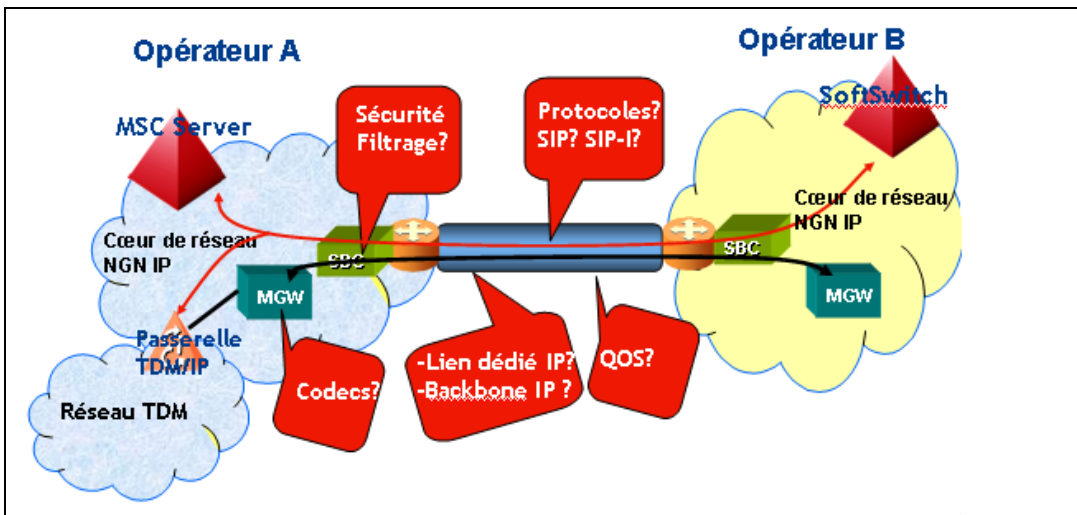 Opérateur A
Opérateur B
MSC Server
Sécurité
Filtrage?
Protocoles?
SIP? SIP-I?
SoftSwitch
Cœur de réseau
NGN IP
Cœur de réseau
NGN IP
SBC
SBC
MGW
MGW
Passerelle
TDM/IP
Réseau TDM
Codecs?
-Lien dédié IP?
-Backbone IP ?
QOS?